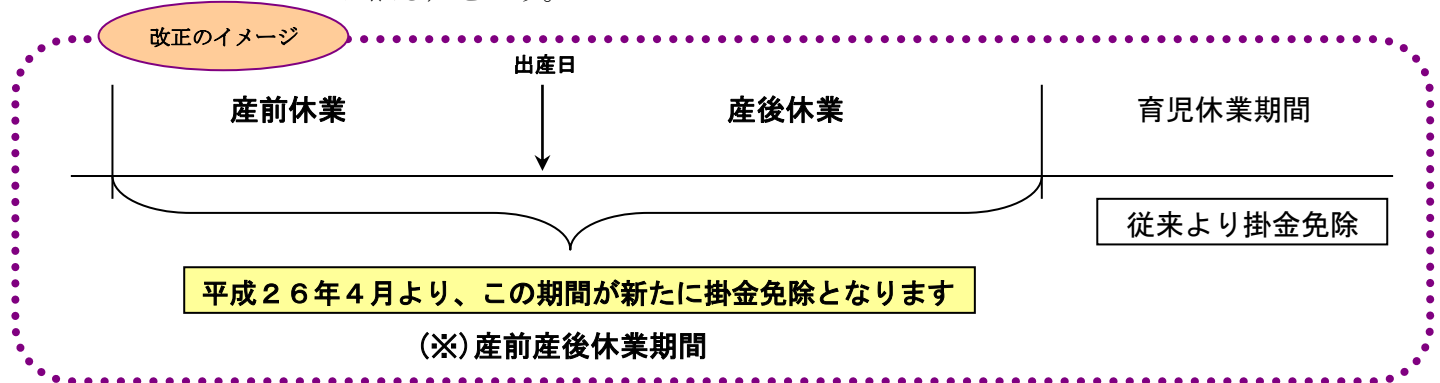 改正のイメージ
出産日
産前休業
産後休業
育児休業期間
従来より掛金免除
平成２６年４月より、この期間が新たに掛金免除となります
(※)産前産後休業期間